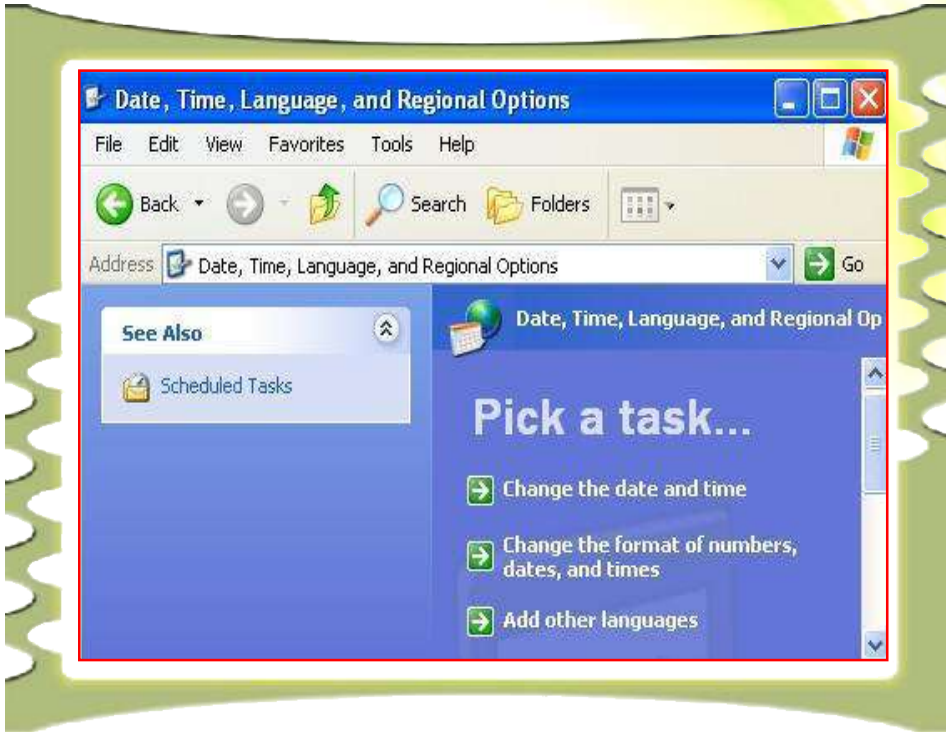 Date, Time, Language, and Regional Options
File Edit View Favorites Tools Help
Back Search Folders
Address Date, Time, Language, and Regional Options Go
See Also
Date, Time, Language, and Regional Op
Scheduled Tasks
Pick a task...
Change the date and time
Change the format of numbers,
dates, and times
Add other languages